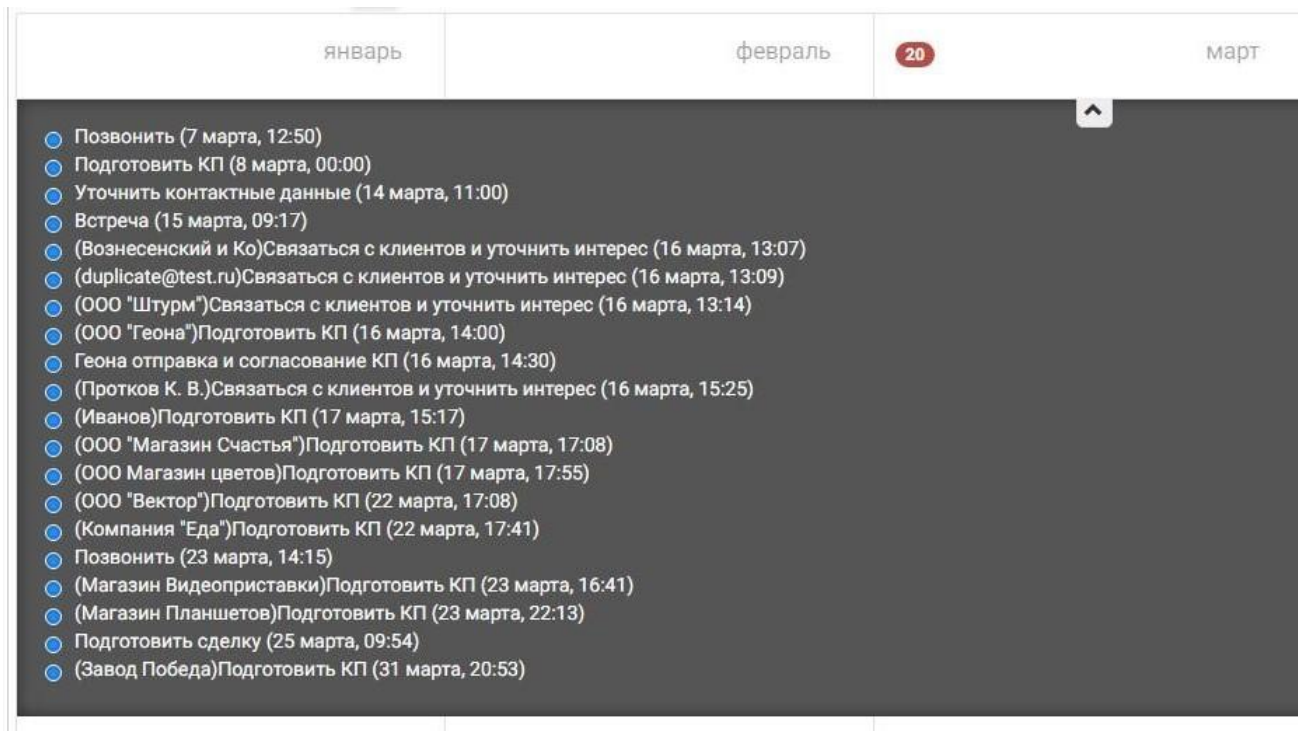 январь
февраль
20
март
Позвонить (7 марта, 12:50)
Подготовить КП (8 марта, 00:00)
Уточнить контактные данные (14 марта, 11:00)
Встреча (15 марта, 09:17)
(Вознесенский и Ко)Связаться с клиентов и уточнить интерес (16 марта, 13:07)
(duplicate@test.ru)Связаться с клиентов и уточнить интерес (16 марта, 13:09)
(ООО "Штурм")Связаться с клиентов и уточнить интерес (16 марта, 13:14)
(ООО "Геона")Подготовить КП (16 марта, 14:00)
Геона отправка и согласование КП (16 марта, 14:30)
(Протков К. В.)Связаться с клиентов и уточнить интерес (16 марта, 15:25)
(Иванов)Подготовить КП (17 марта, 15:17)
(ООО "Магазин Счастья")Подготовить КП (17 марта, 17:08)
(ООО Магазин цветов)Подготовить КП (17 марта, 17:55)
(ООО "Вектор")Подготовить КП (22 марта, 17:08)
(Компания "Еда")Подготовить КП (22 марта, 17:41)
Позвонить (23 марта, 14:15)
(Магазин Видеоприставки)Подготовить КП (23 марта, 16:41)
(Магазин Планшетов)Подготовить КП (23 марта, 22:13)
Подготовить сделку (25 марта, 09:54)
(Завод Победа)Подготовить КП (31 марта, 20:53)